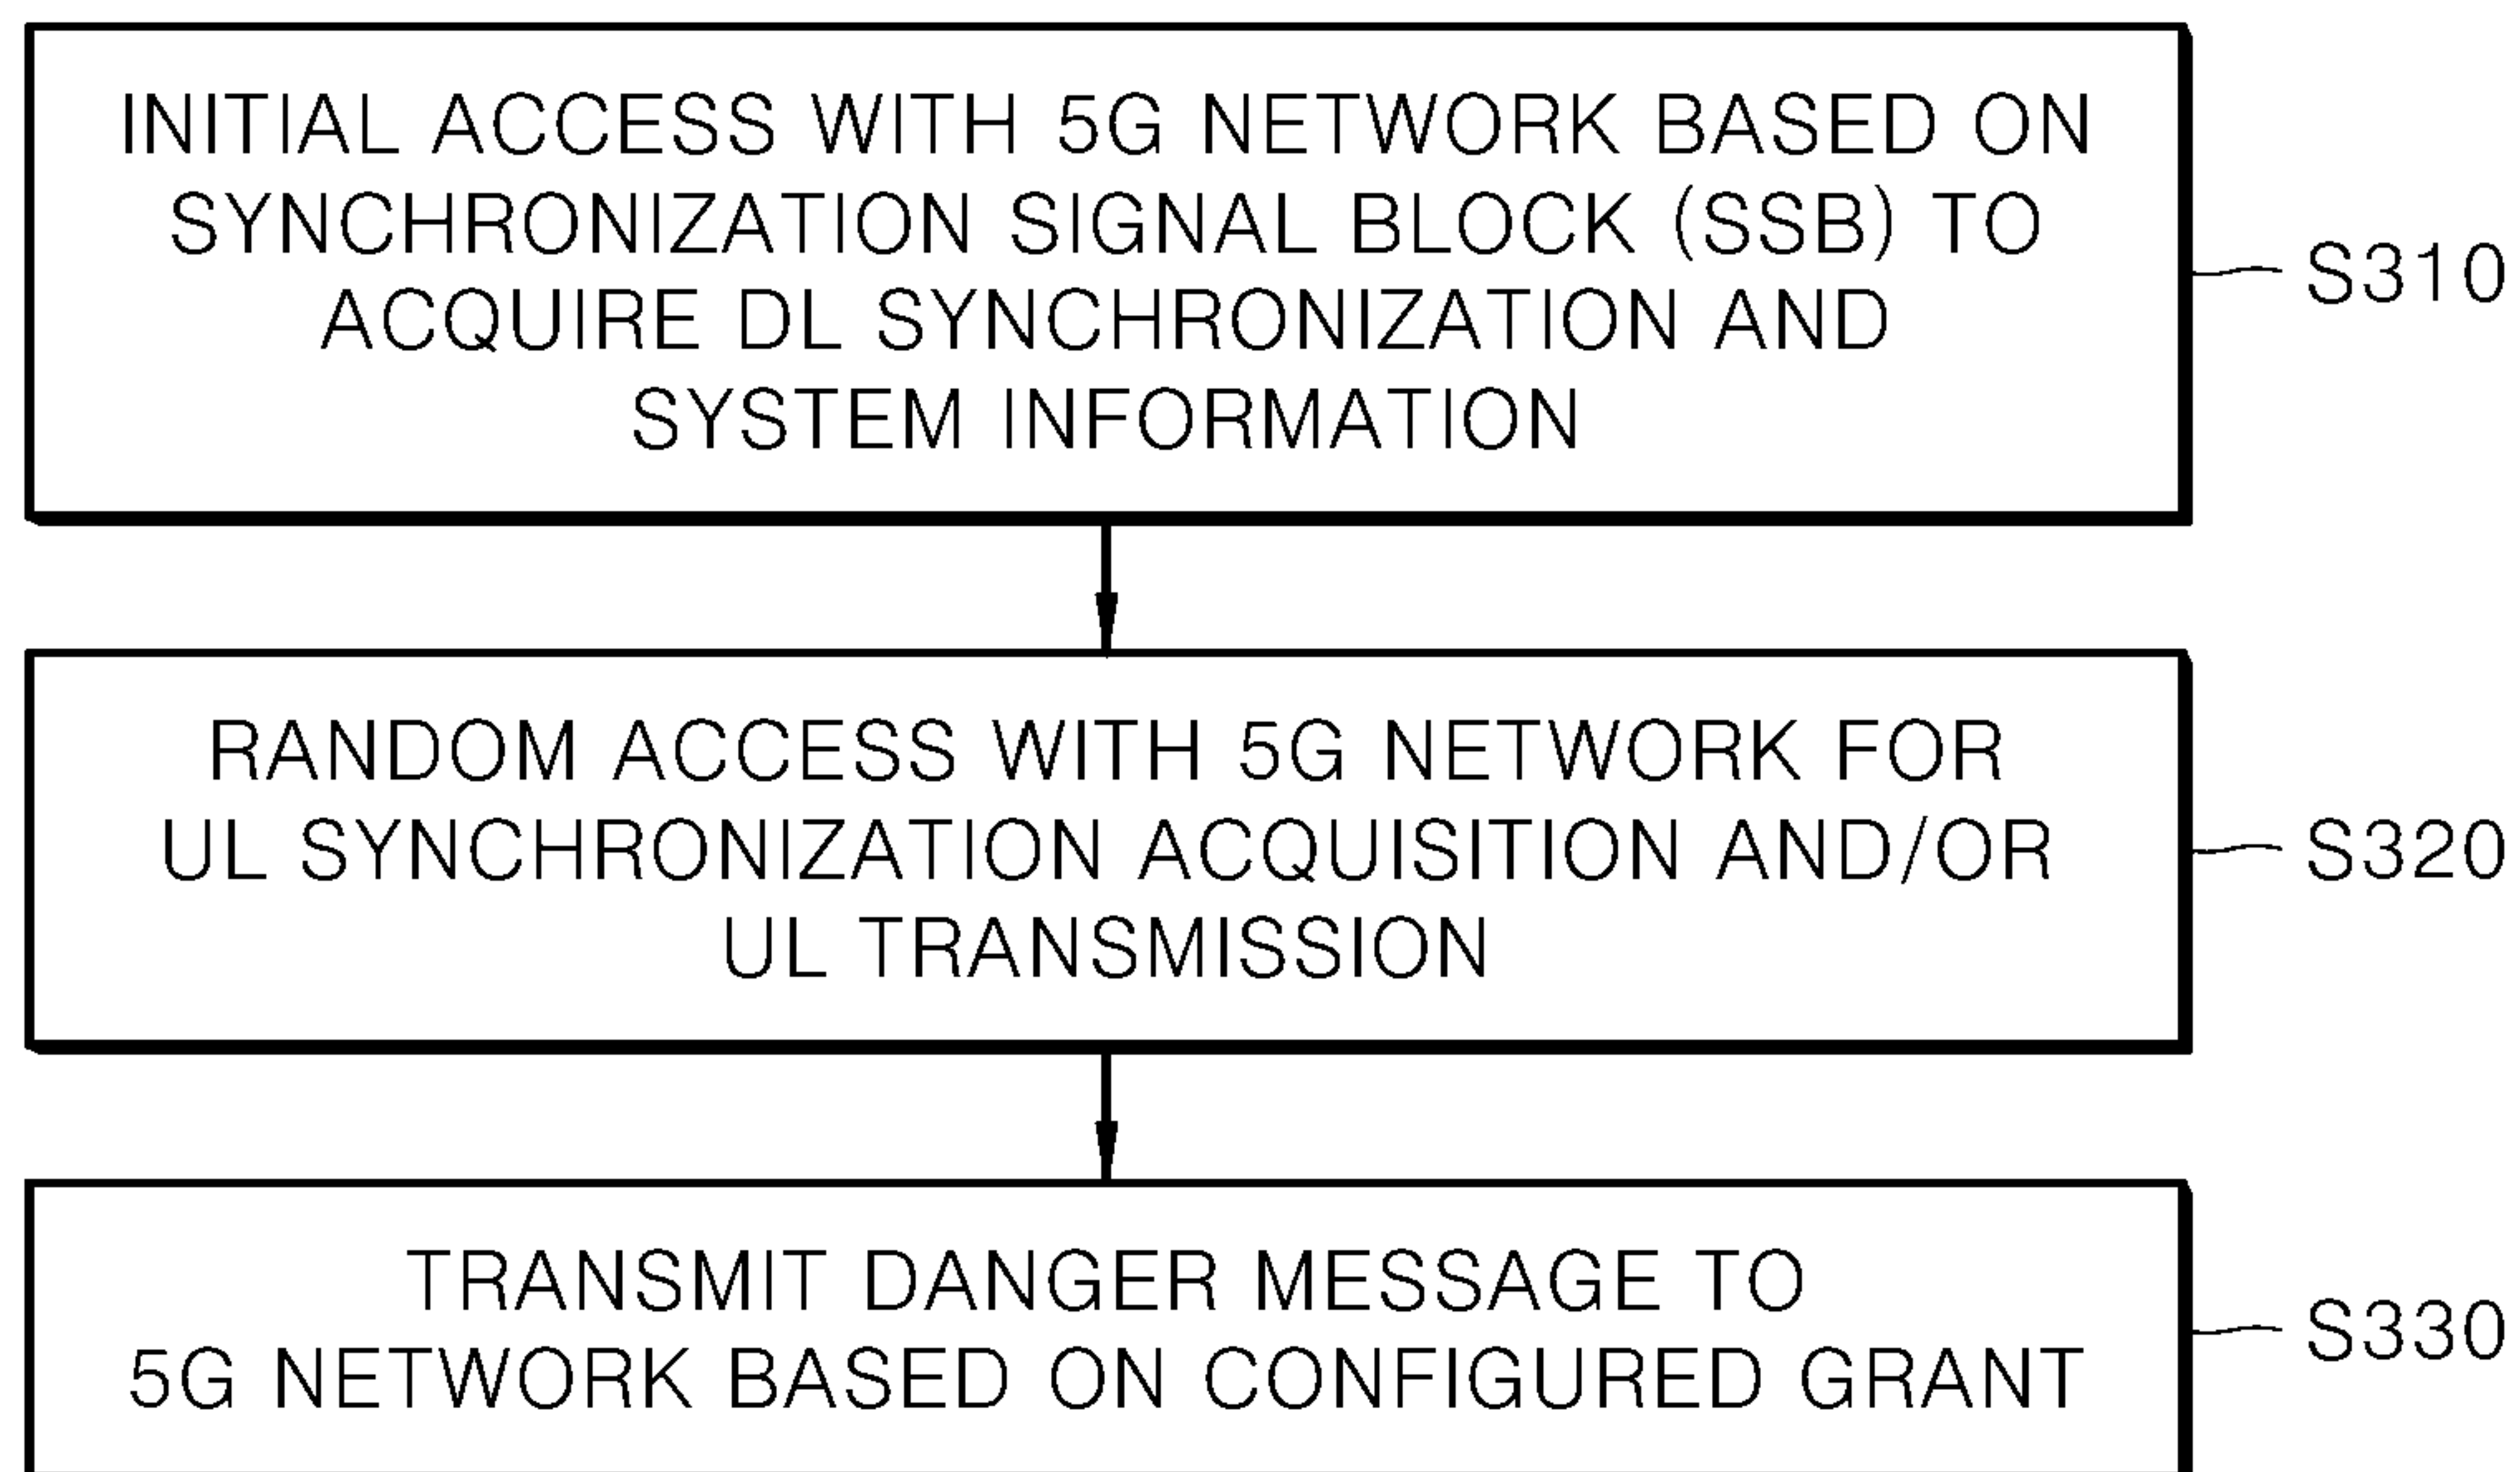 INITIAL ACCESS WITH 5G NETWORK BASED ON
SYNCHRONIZATION SIGNAL BLOCK (SSB) TO
ACQUIRE DL SYNCHRONIZATION AND
SYSTEM INFORMATION
S310
RANDOM ACCESS WITH 5G NETWORK FOR
UL SYNCHRONIZATION ACQUISITION AND/OR
UL TRANSMISSION
S320
TRANSMIT DANGER MESSAGE TO
5G NETWORK BASED ON CONFIGURED GRANT
S330